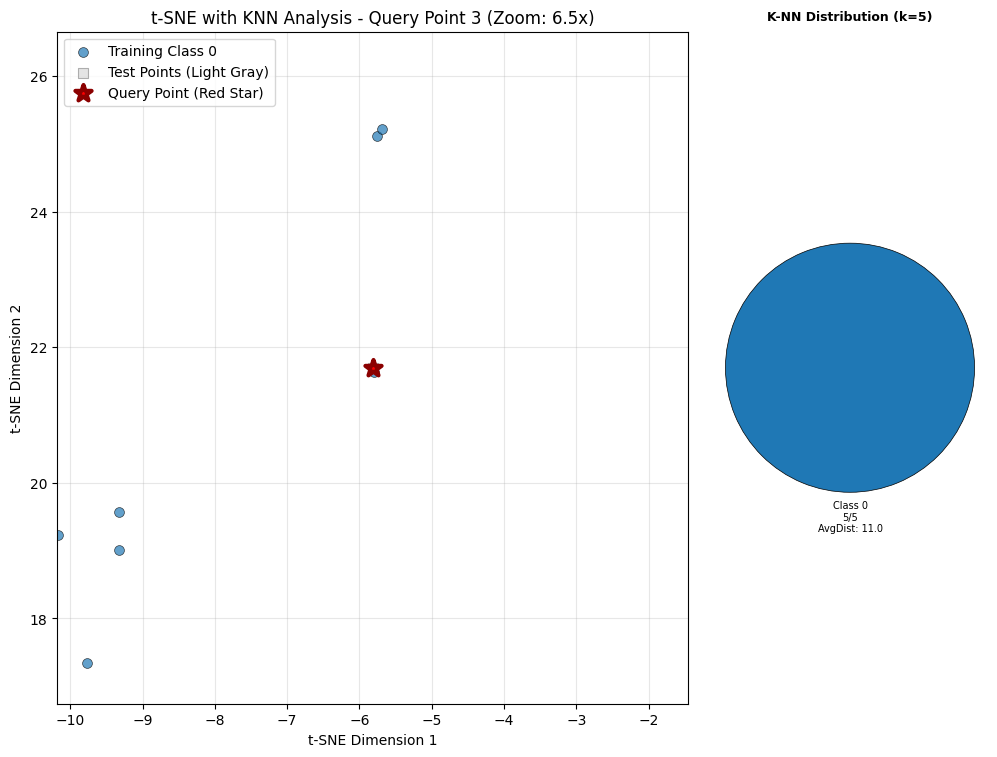 t-SNE with KNN Analysis - Query Point 3 (Zoom: 6.5x)
K-NN Distribution (k=5)
Training Class 0
Test Points (Light Gray)
Query Point (Red Star)
26
24
22
20
18
t-SNE Dimension 2
−10
−9
−8
−7
−6
−5
−4
−3
−2
t-SNE Dimension 1
Class 0
5/5
AvgDist: 11.0